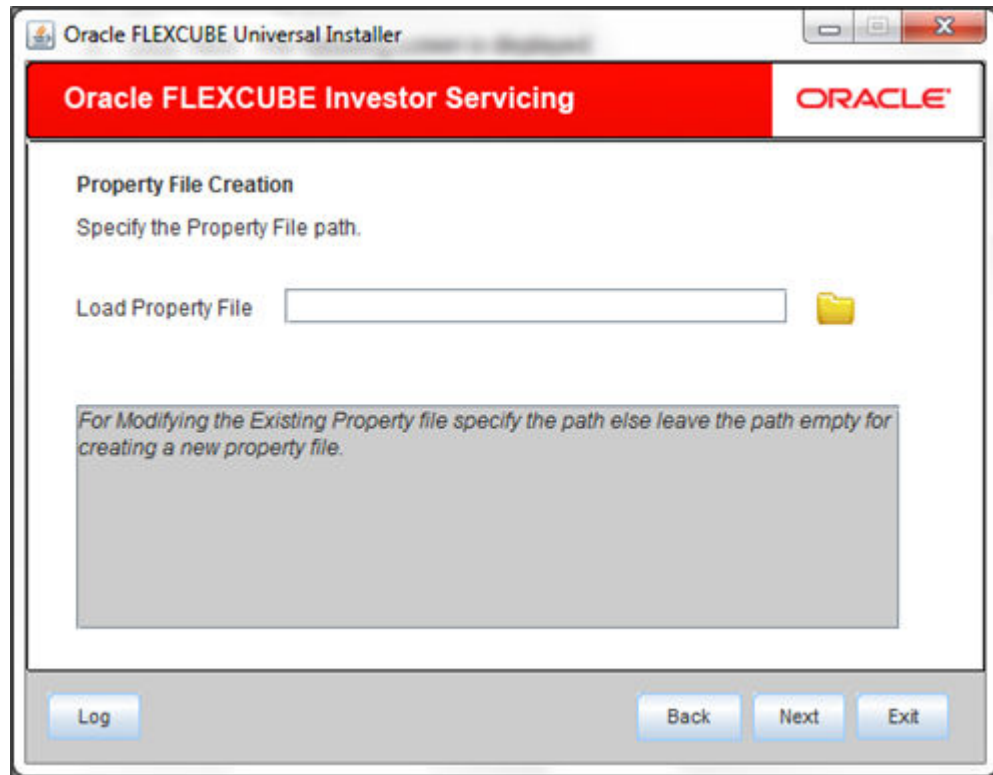 Oracle FLEXCUBE Universal Installer
Oracle FLEXCUBE Investor Servicing
ORACLE
Property File Creation
Specify the Property File path.
Load Property File
For Modifying the Existing Property file specify the path else leave the path empty for
creating a new property file.
Log
Back
Next
Exit